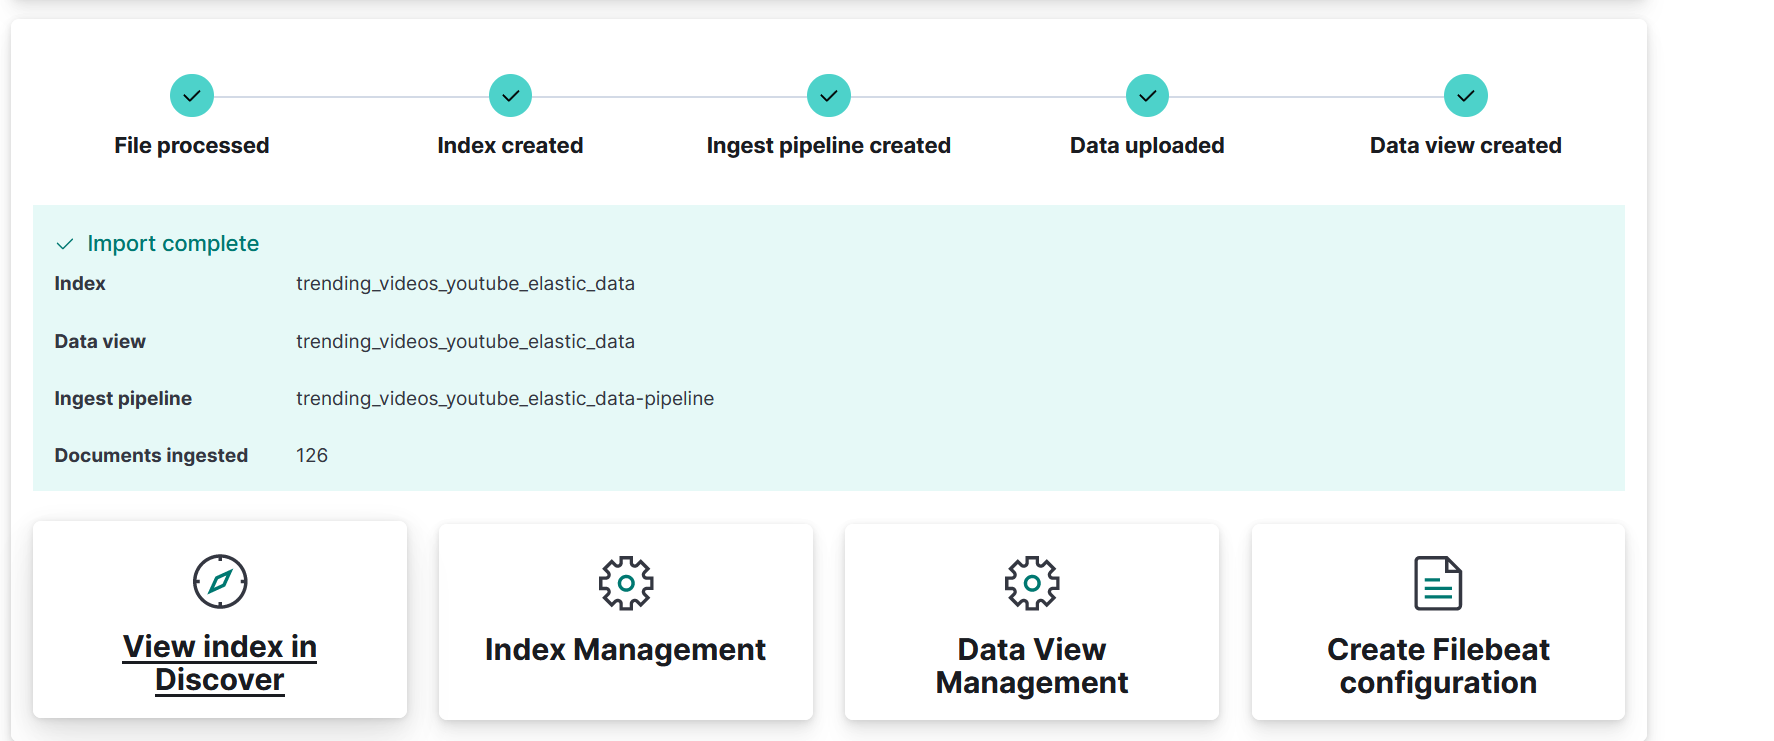 File processed
Index created
Ingest pipeline created
Data uploaded
Data view created
Import complete
Index trending_videos_youtube_elastic_data
Data view trending_videos_youtube_elastic_data
Ingest pipeline trending_videos_youtube_elastic_data-pipeline
Documents ingested 126
View index in
Discover
Index Management
Data View
Management
Create Filebeat
configuration